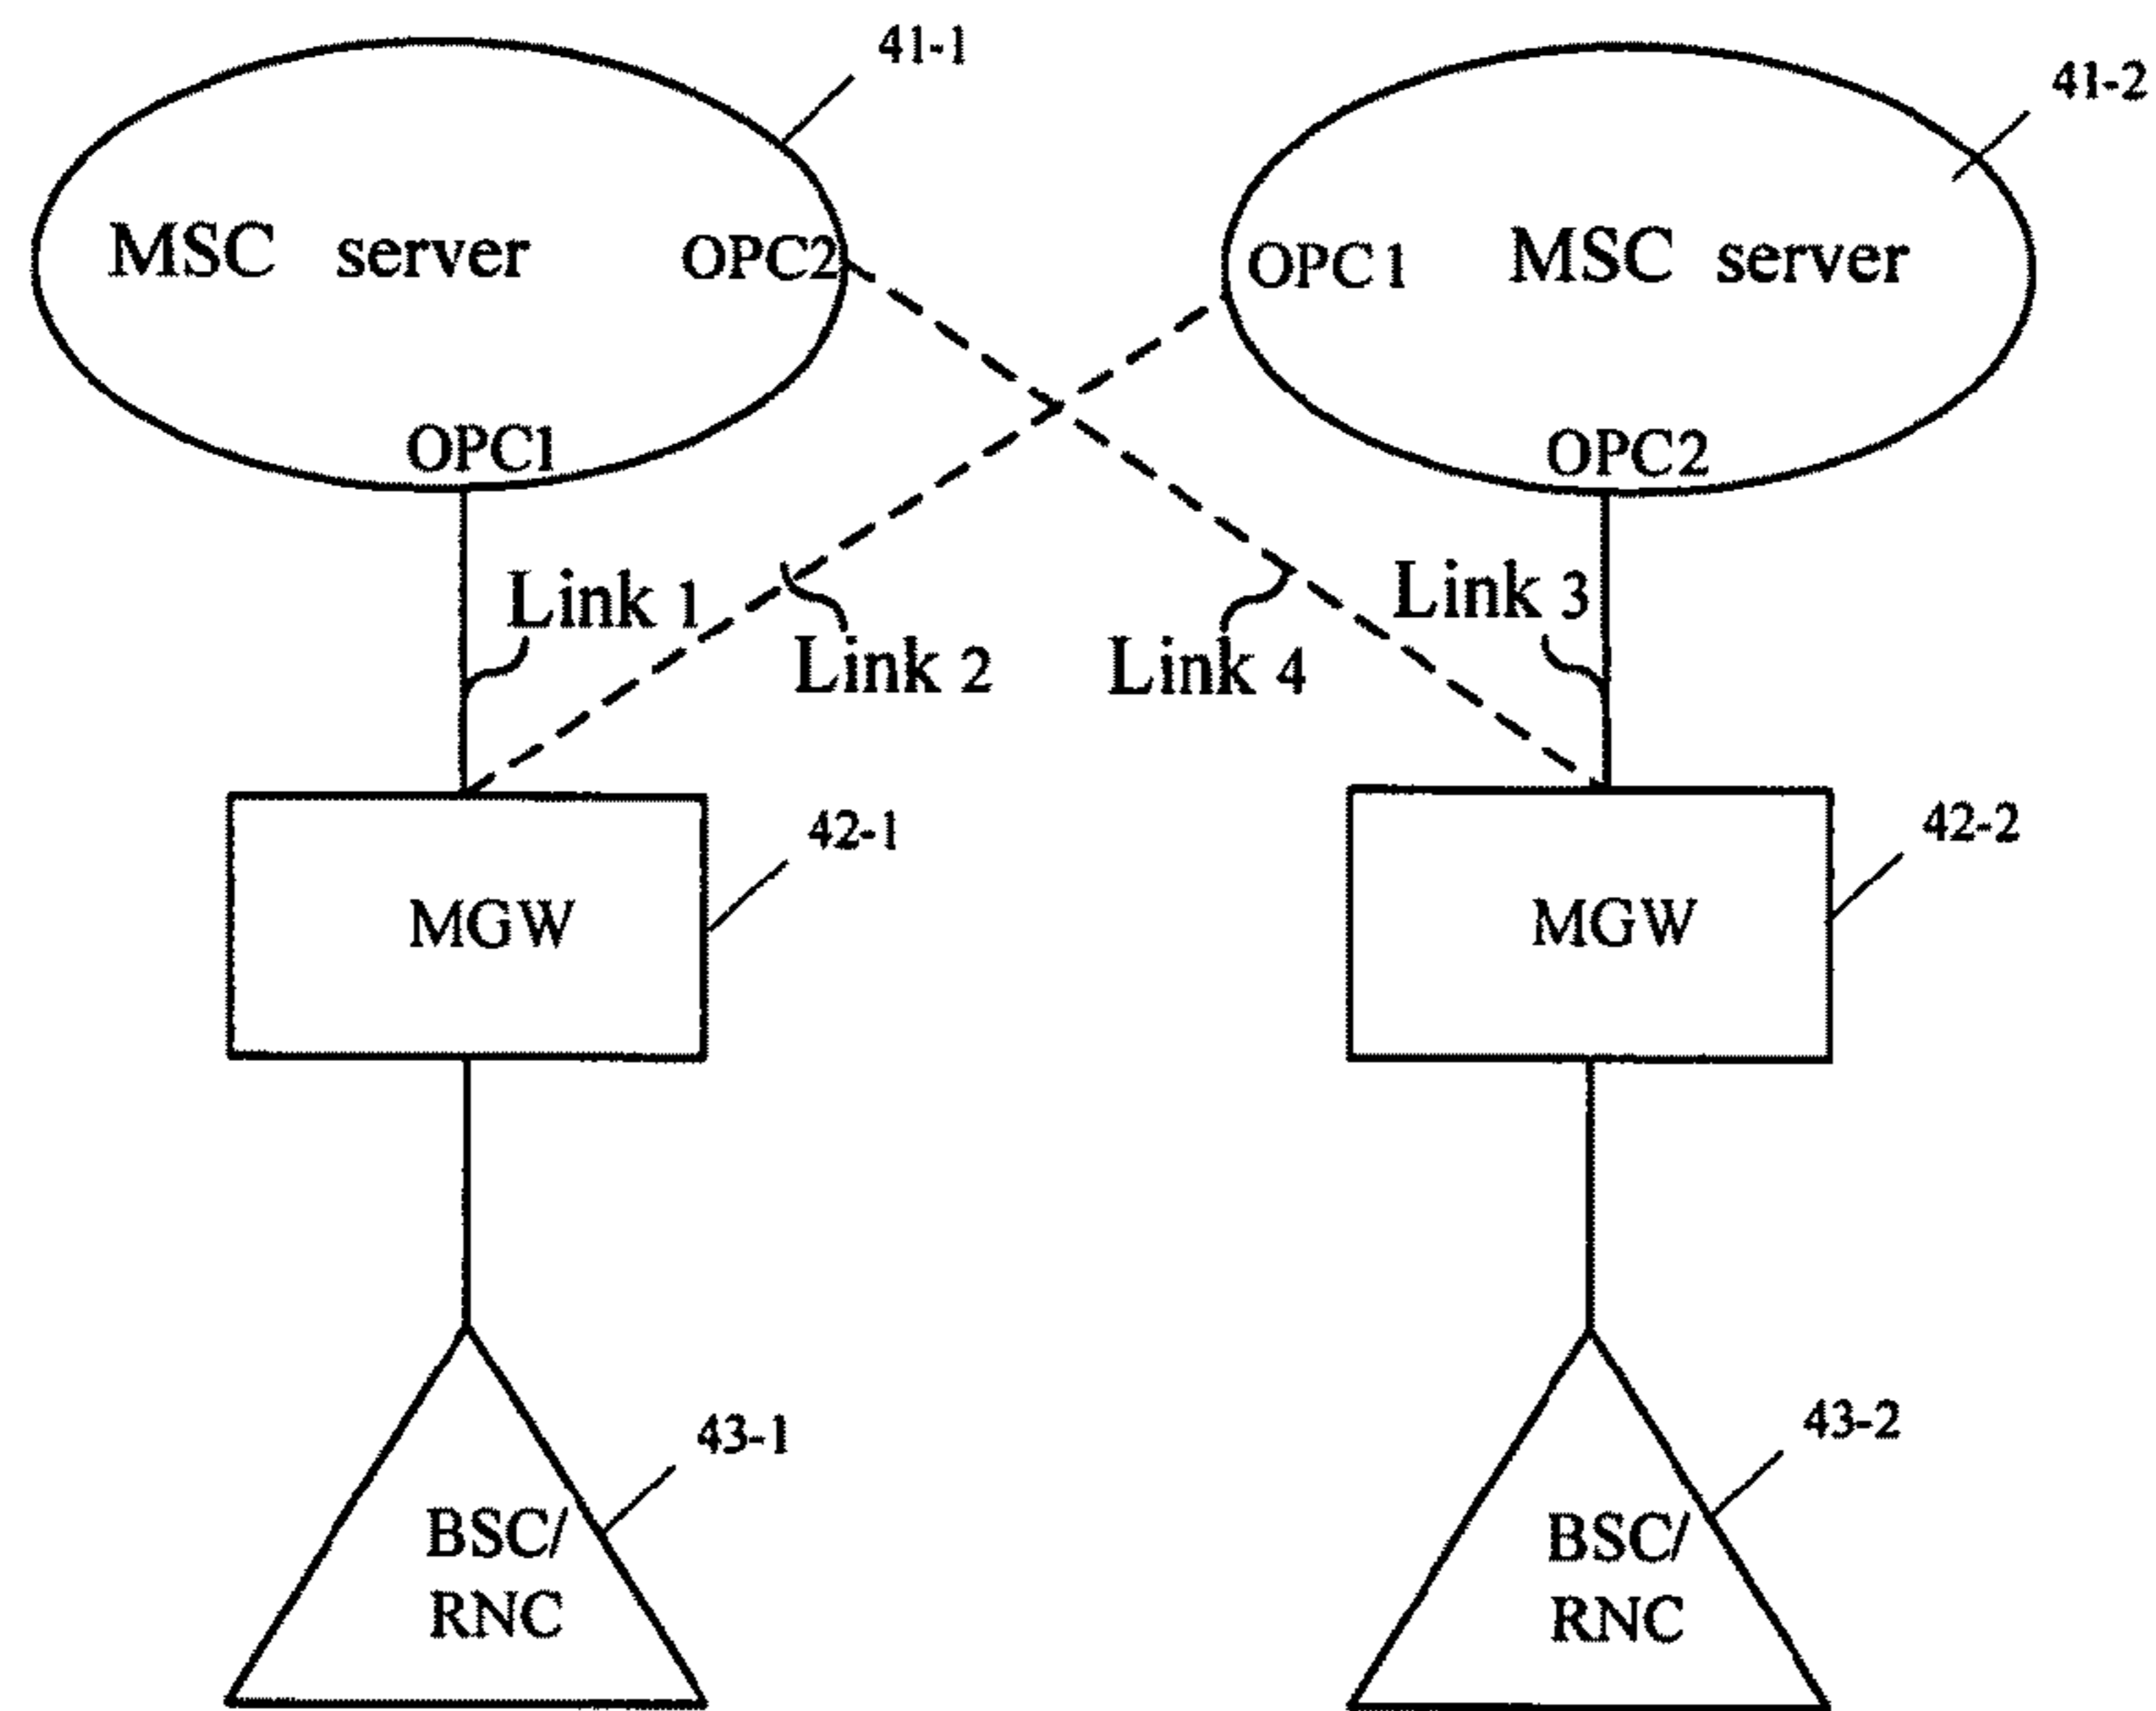 41-1
41-2
MSC server OPC2
OPC1 MSC server
OPC1
OPC2
Link 1
Link 3
Link 2
Link 4
42-1
42-2
MGW
MGW
43-1
43-2
BSC/
RNC
BSC/
RNC